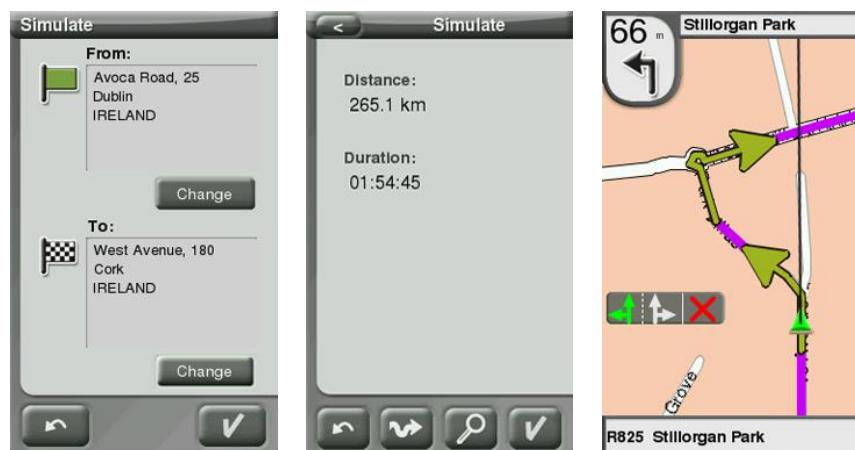 Simulate
From:
Avoca Road, 25
Dublin
IRELAND
Change
To:
West Avenue, 180
Cork
IRELAND
Change
<
Simulate
Distance:
265.1 km
Duration:
01:54:45
66 m
Stillorgan Park
Grove
R825 Stillorgan Park